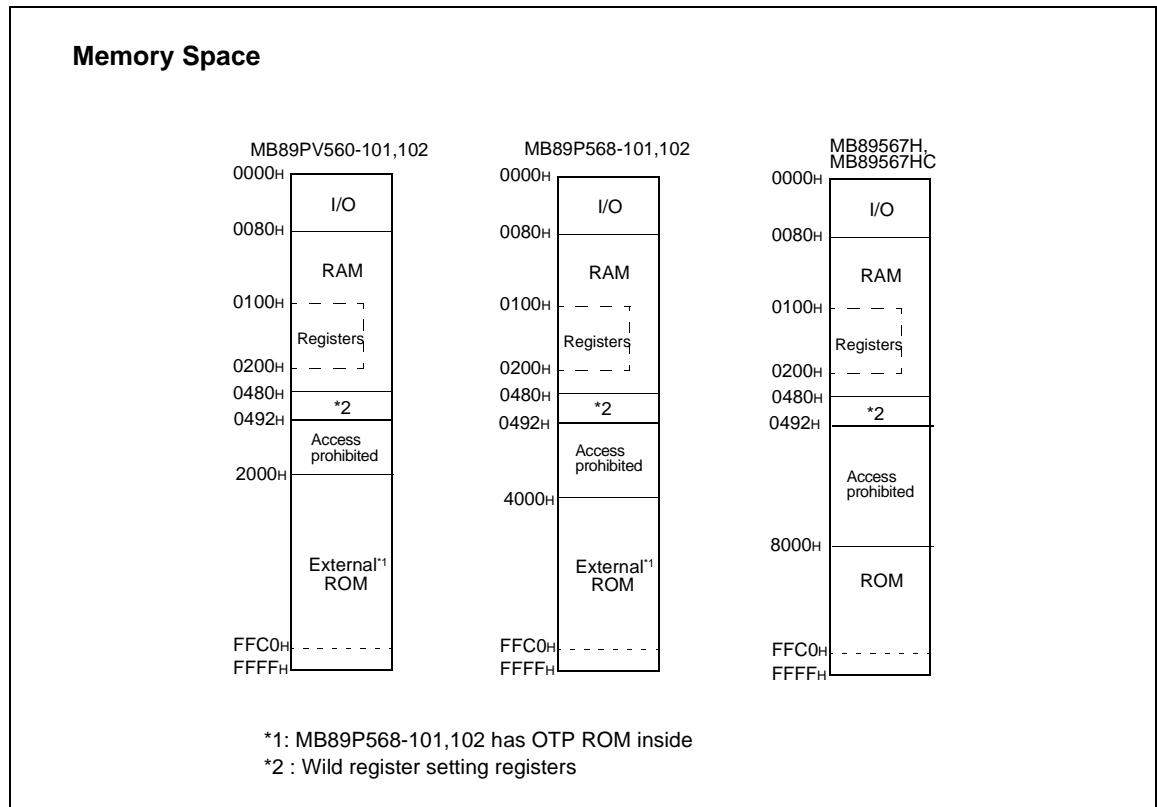 Memory Space
MB89PV560-101,102
0000H
I/O
0080H
RAM
0100H
Registers
0200H
0480H
*2
0492H
Access
prohibited
2000H
External*1
ROM
FFC0H
FFFFH
MB89P568-101,102
0000H
I/O
0080H
RAM
0100H
Registers
0200H
0480H
*2
0492H
Access
prohibited
4000H
External*1
ROM
FFC0H
FFFFH
MB89567H,
MB89567HC
0000H
I/O
0080H
RAM
0100H
Registers
0200H
0480H
*2
0492H
Access
prohibited
8000H
ROM
FFC0H
FFFFH
*1: MB89P568-101,102 has OTP ROM inside
*2 : Wild register setting registers